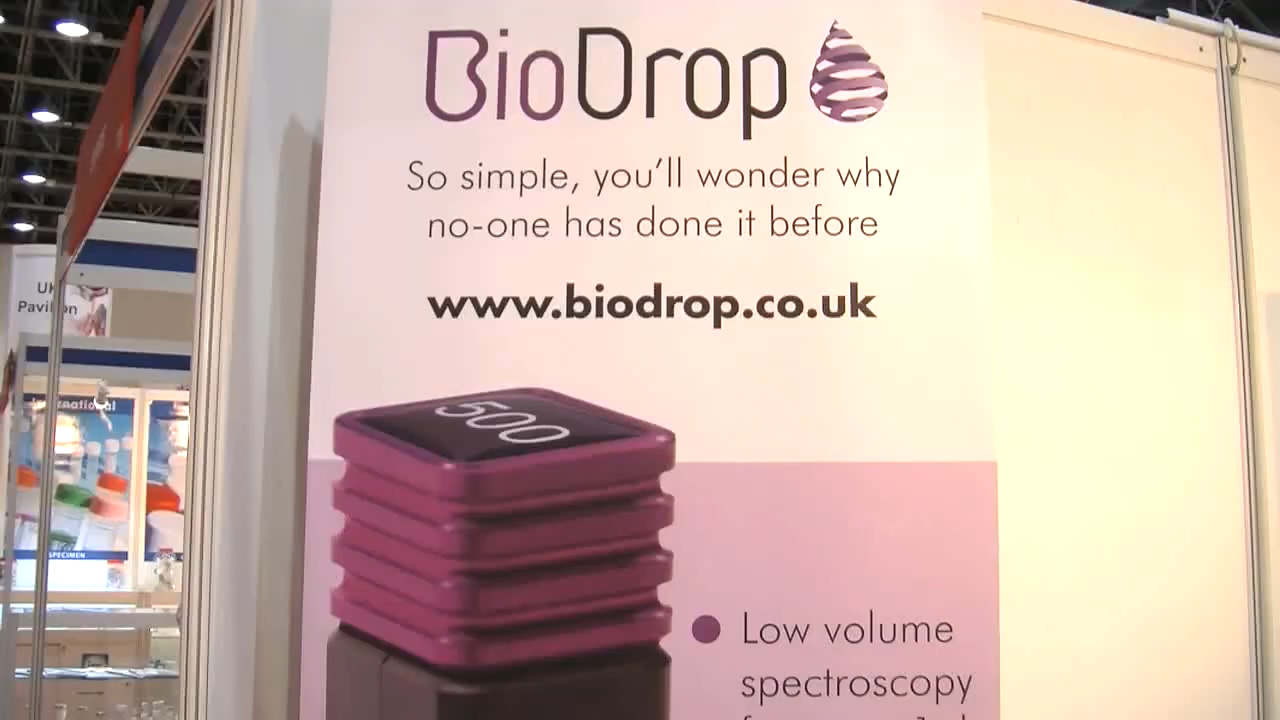 BioDrop
So simple, you'll wonder why
no-one has done it before
www.biodrop.co.uk
500
Low volume
spectroscopy
UK
Pavilion
International
SPECIMEN